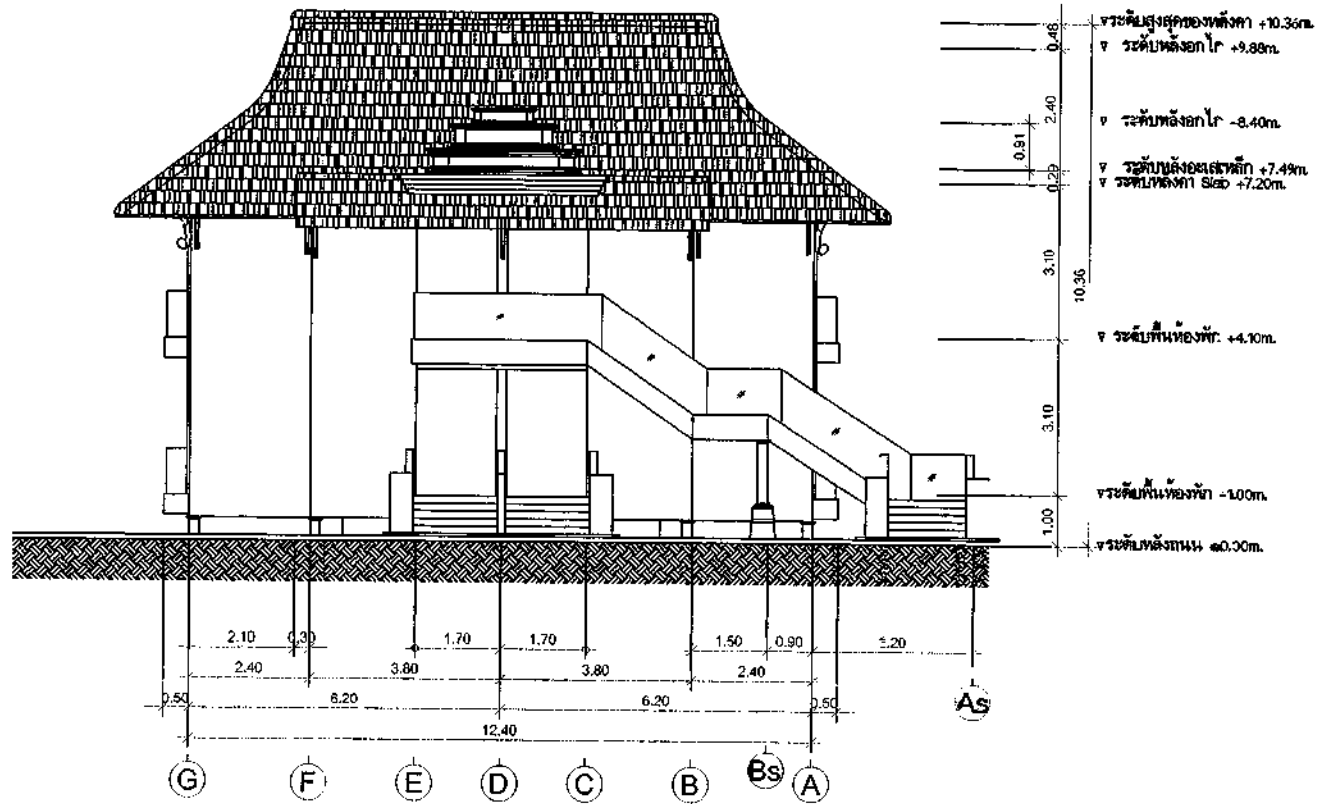 ระดับสูงสุดของหลังคา +10.36m.
ระดับหลังอกไก่ +9.88m.
ระดับหลังอกไก่ -8.40m.
ระดับหลังอะเสเหล็ก +7.49m.
ระดับหลังคา Slab +7.20m.
ระดับพื้นห้องพัก +4.10m.
ระดับพื้นห้องพัก -1.00m.
ระดับหลังถนน ±0.00m.
0.48
2.40
0.91
0.29
3.10
10.36
3.10
1.00
2.10 0.30 1.70 1.70 1.50 0.90 3.20
2.40 3.80 3.80 2.40
0.50 6.20 6.20 0.50
12.40
G F E D C B Bs A As